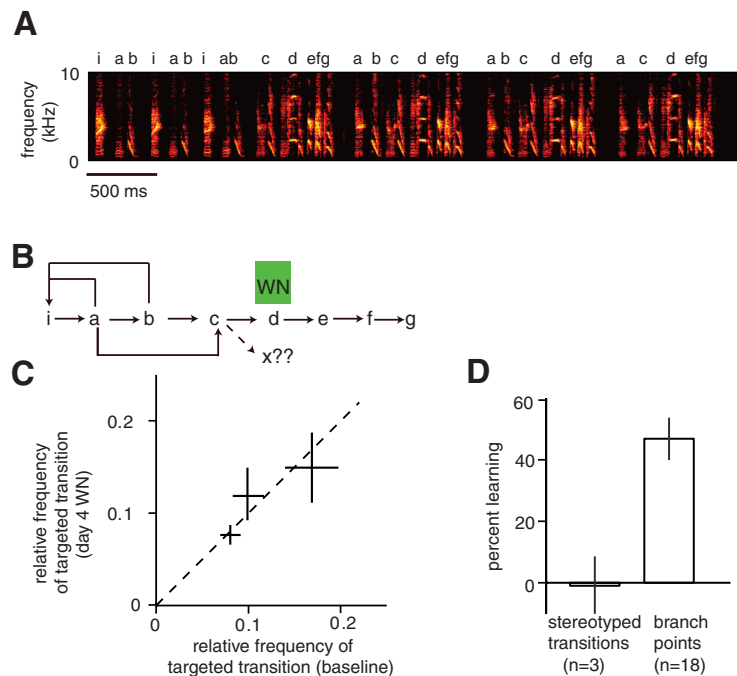 A
i a b i a b i ab c d efg a b c d efg a b c d efg a c d efg
10
frequency
(kHz)
0
500 ms
B
WN
i a b c d e f g
x??
C
relative frequency
of targeted transition
(day 4 WN)
0.2
0.1
0
0 0.1 0.2
relative frequency of
targeted transition (baseline)
D
percent learning
60
40
20
0
stereotyped
transitions
(n=3)
branch
points
(n=18)